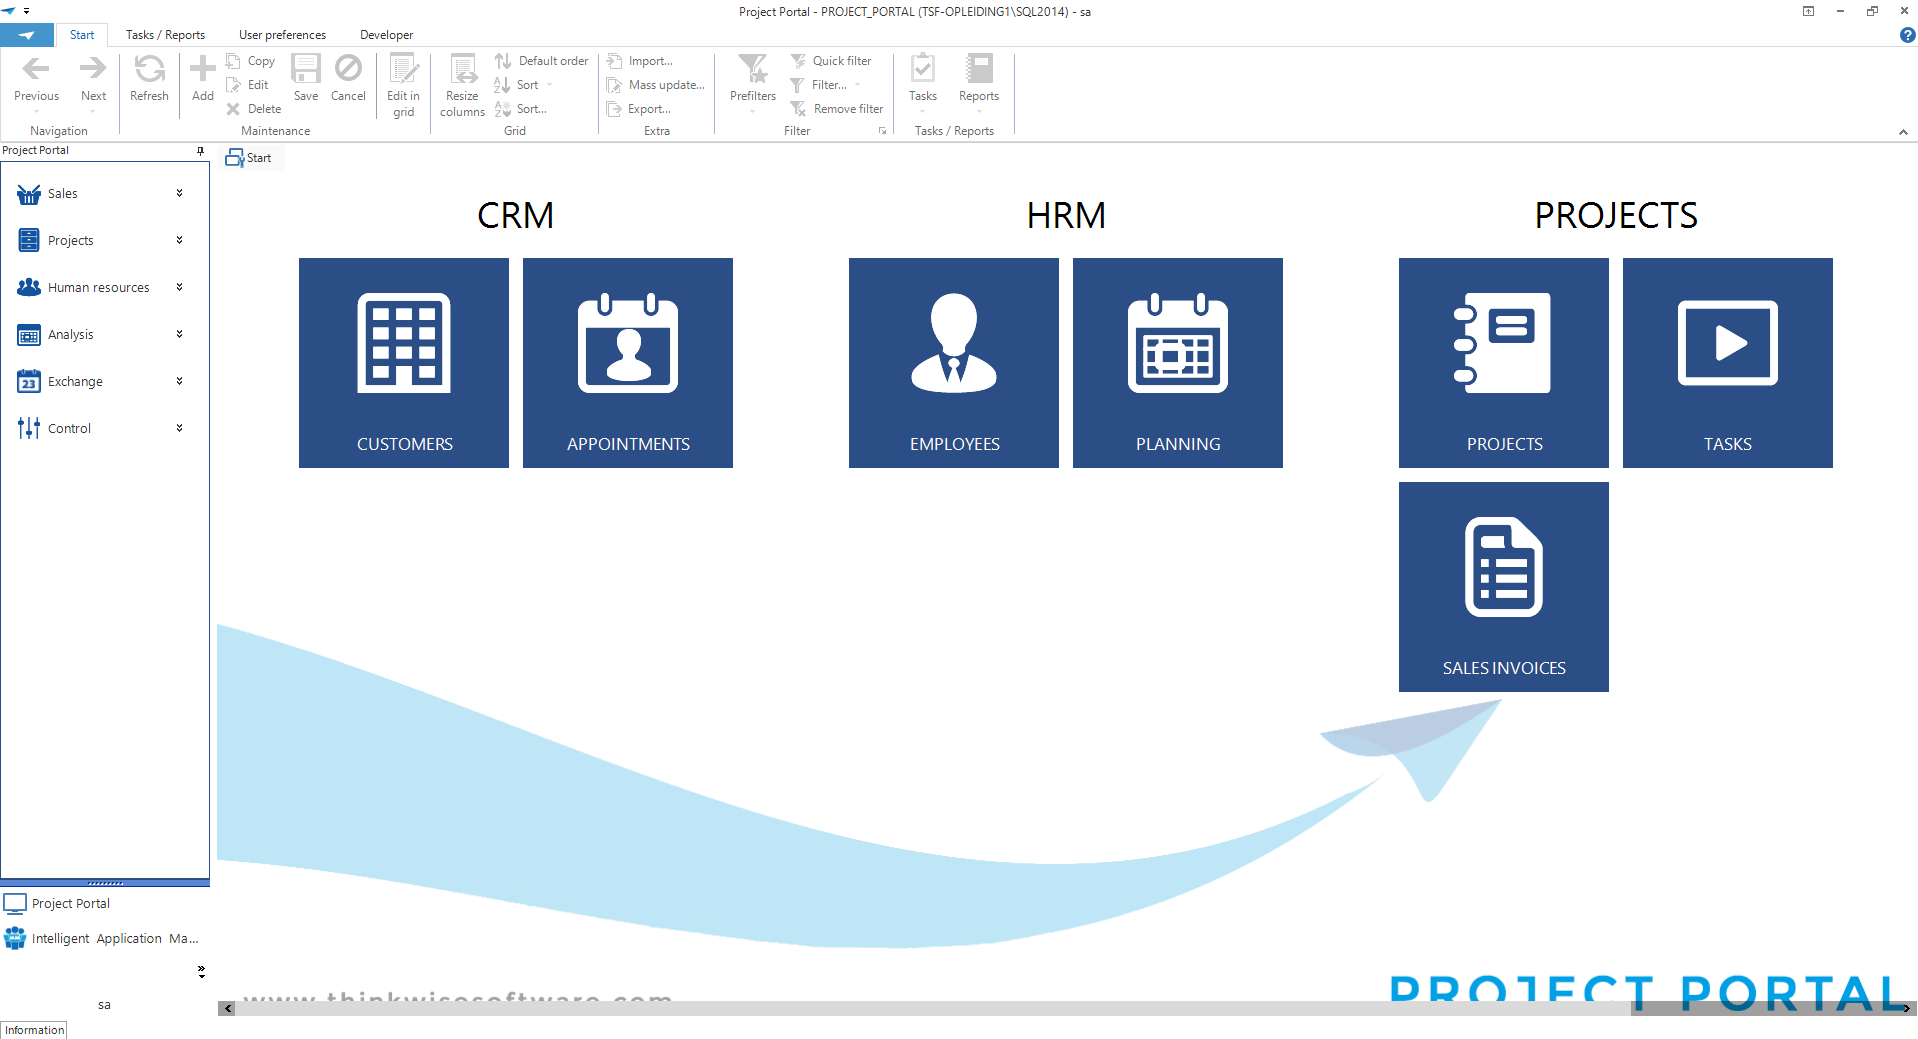 Project Portal - PROJECT_PORTAL (TSF-OPLEIDING1\SQL2014) - sa
Start
Tasks / Reports
User preferences
Developer
Previous
Next
Navigation
Refresh
Add
Copy
Edit
Delete
Save
Cancel
Maintenance
Edit in
grid
Resize
columns
Default order
Sort
Sort...
Grid
Import...
Mass update...
Export...
Extra
Prefilters
Quick filter
Filter...
Remove filter
Filter
Tasks
Reports
Tasks / Reports
Project Portal
Sales
Projects
Human resources
Analysis
23
Exchange
Control
Project Portal
Intelligent Application Ma...
sa
Information
Start
CRM
HRM
PROJECTS
CUSTOMERS
APPOINTMENTS
EMPLOYEES
PLANNING
PROJECTS
TASKS
SALES INVOICES
www.thinkwisesoftware.com
PROJECT PORTAL